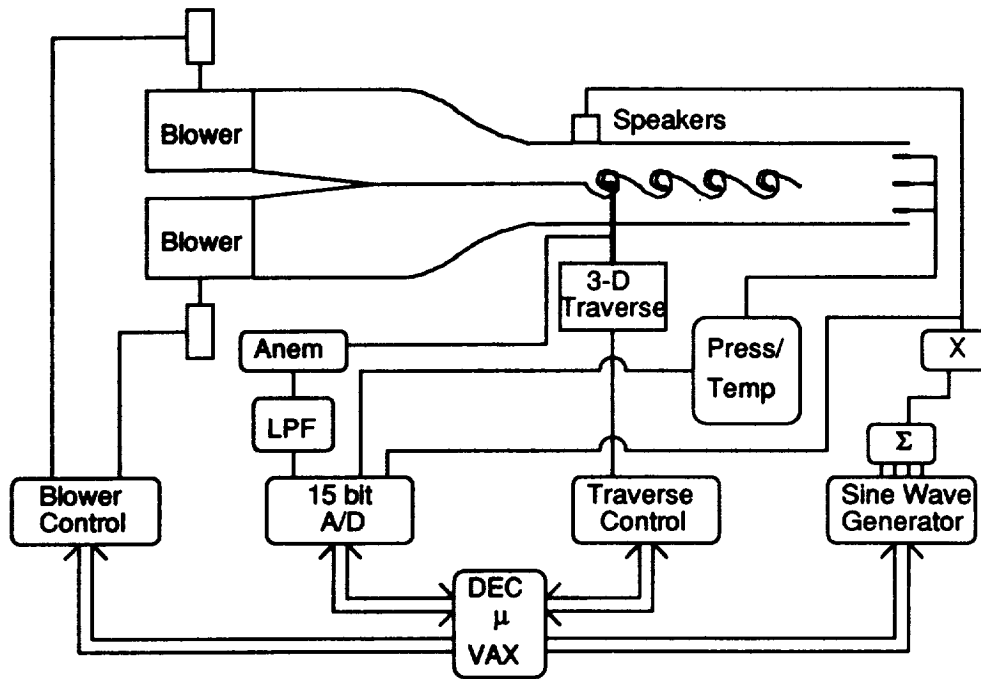 Blower
Speakers
Blower
3-D
Traverse
Anem
Press/
Temp
X
LPF
Σ
Blower
Control
15 bit
A/D
Traverse
Control
Sine Wave
Generator
DEC
μ
VAX